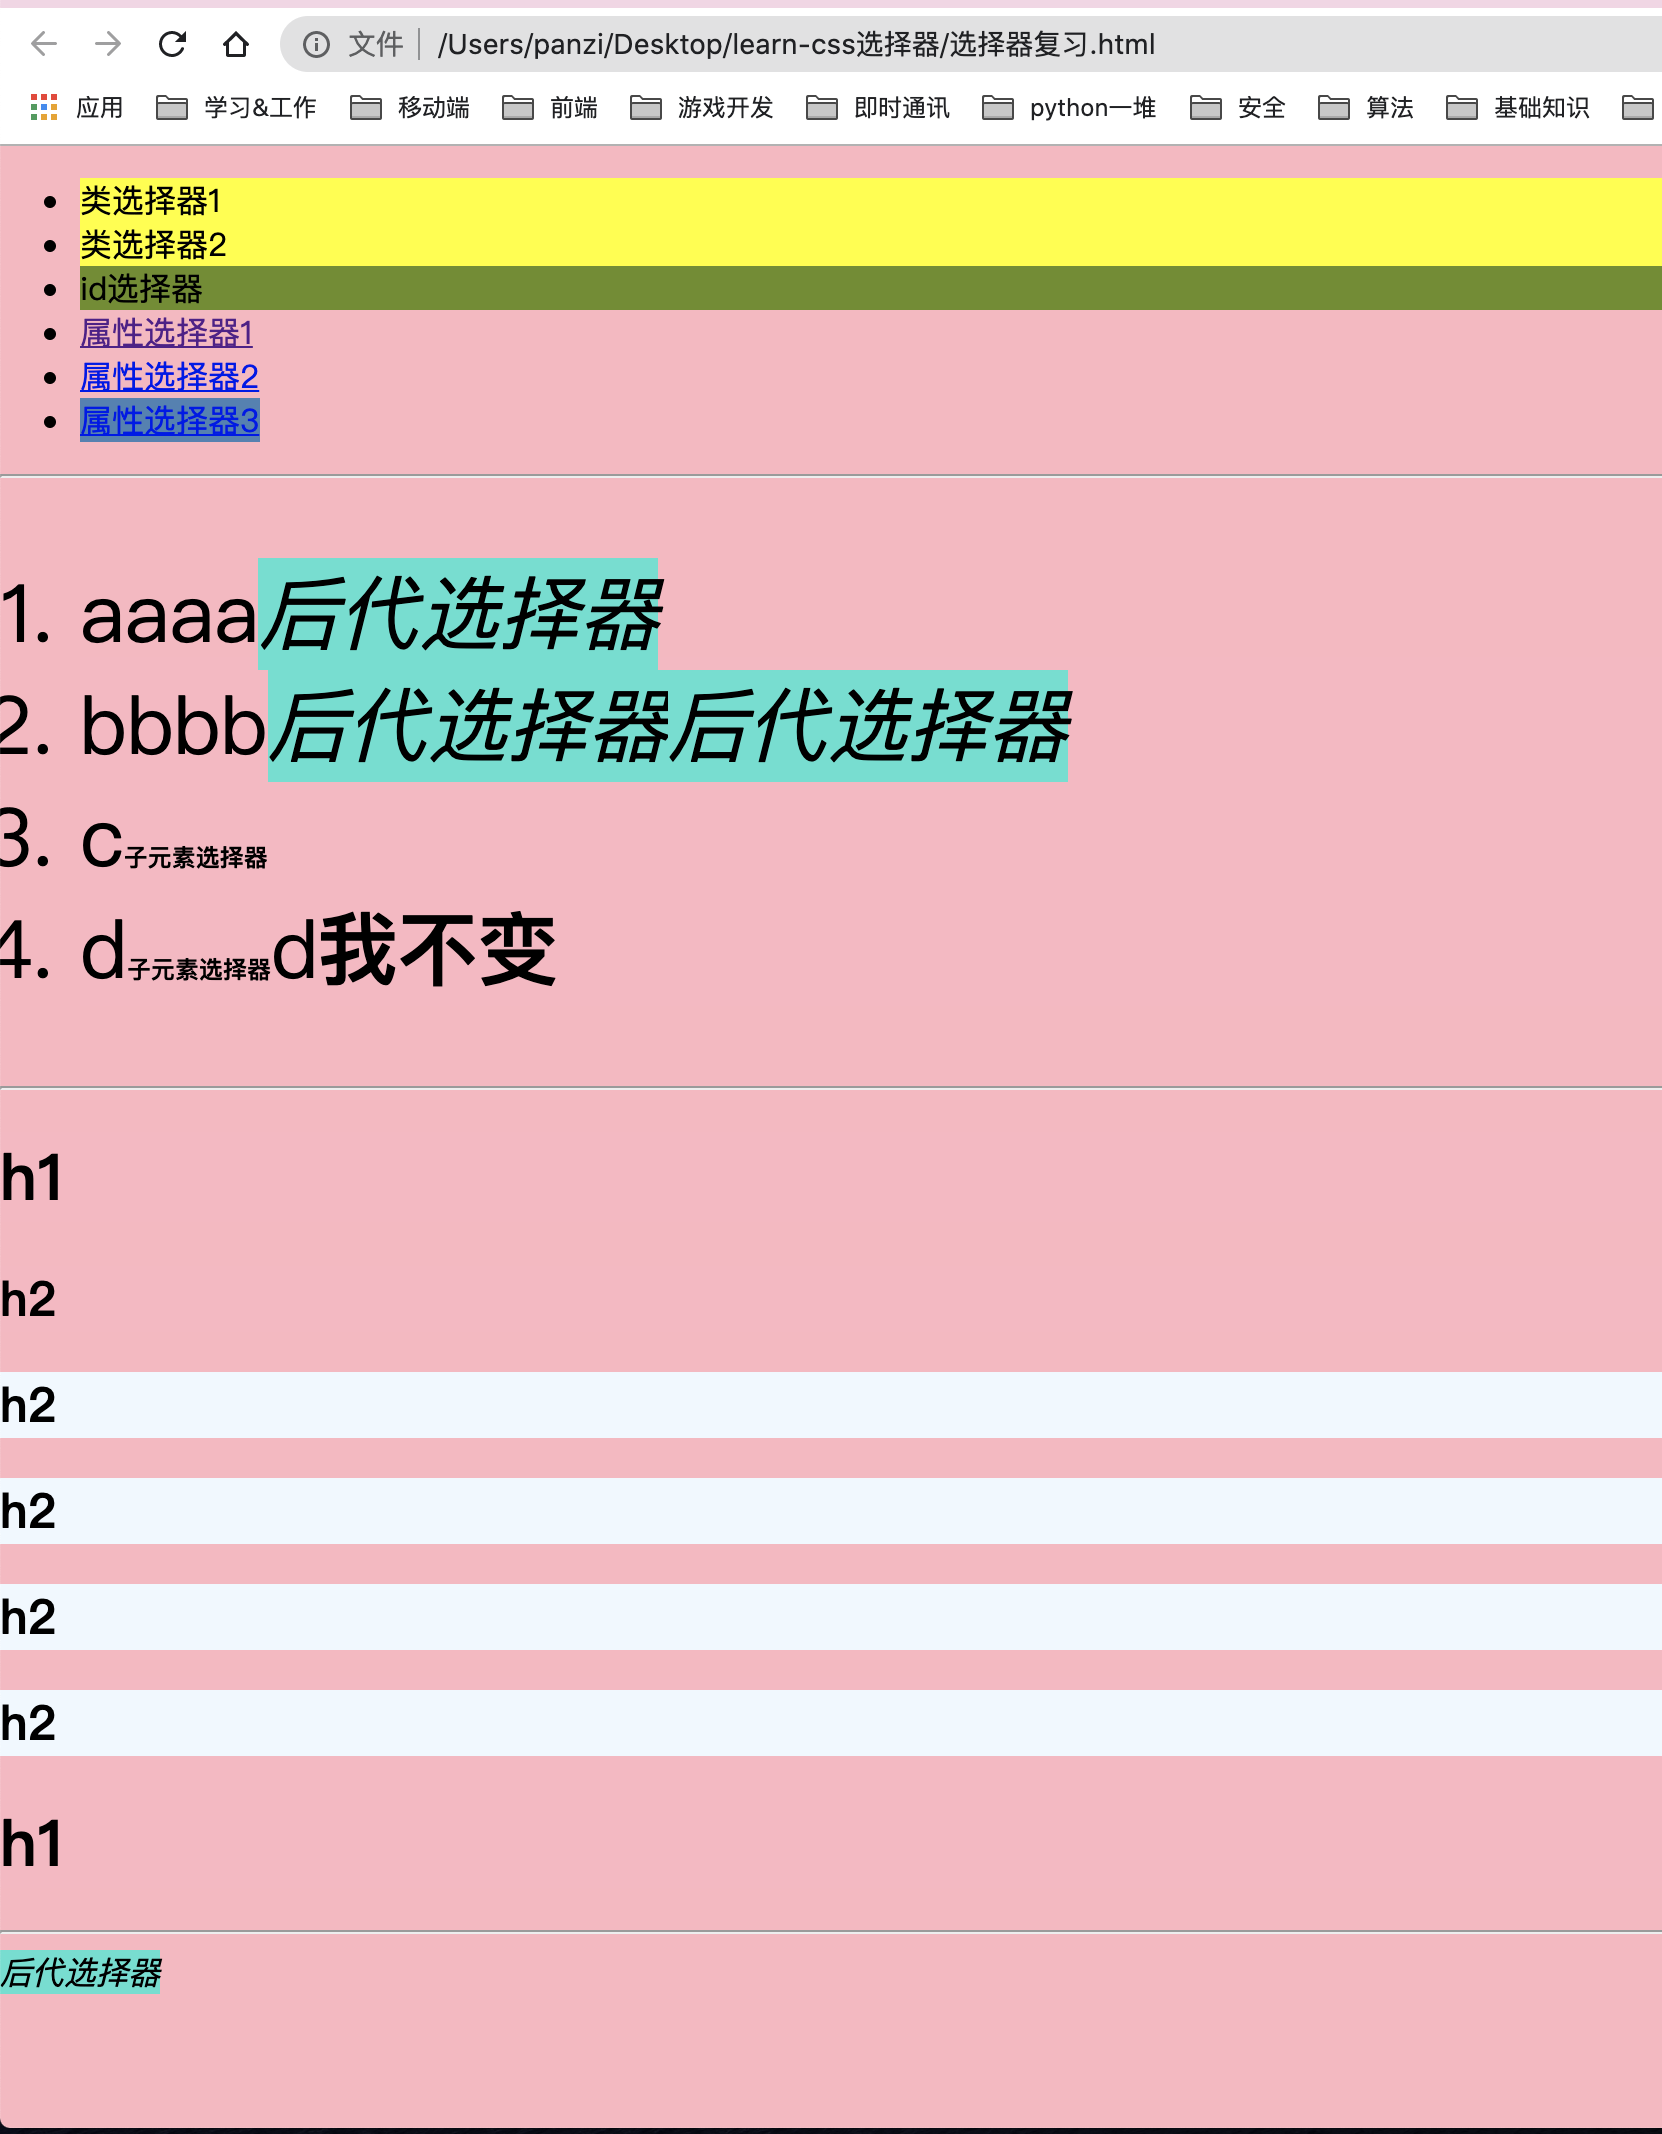 文件 /Users/panzi/Desktop/learn-css选择器/选择器复习.html
应用 学习&工作 移动端 前端 游戏开发 即时通讯 python一堆 安全 算法 基础知识
• 类选择器1
• 类选择器2
• id选择器
• 属性选择器1
• 属性选择器2
• 属性选择器3
1. aaaa后代选择器
2. bbbb后代选择器后代选择器
3. c子元素选择器
4. d子元素选择器d我不变
h1
h2
h2
h2
h2
h2
h1
后代选择器